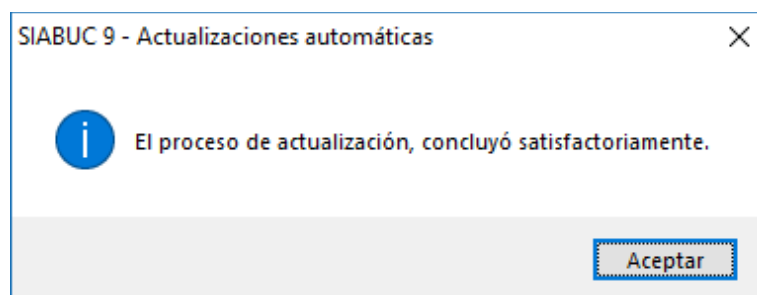 SIABUC 9 - Actualizaciones automáticas
El proceso de actualización, concluyó satisfactoriamente.
Aceptar